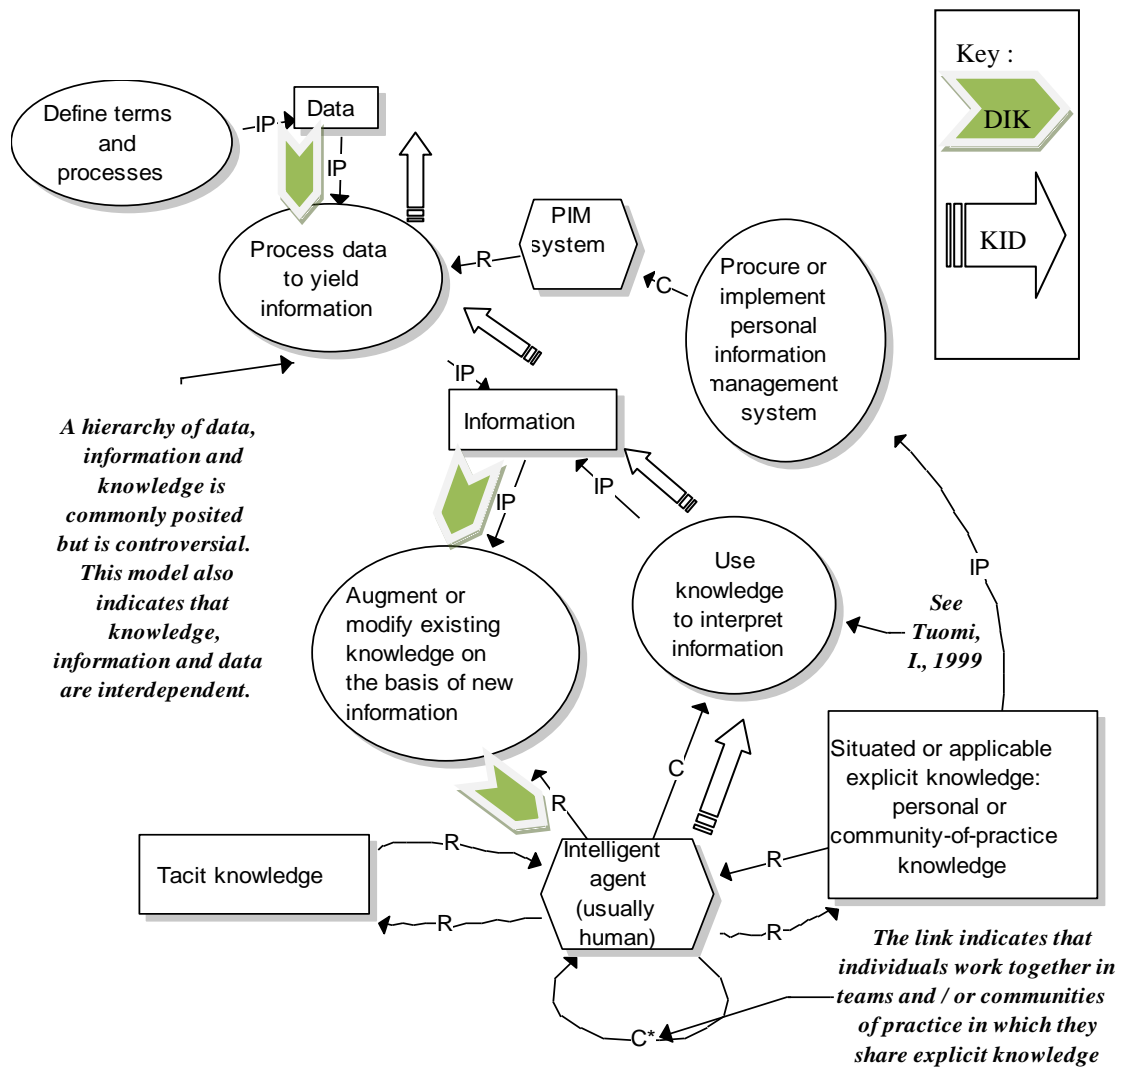 Key :
DIK
KID
Define terms
and
processes
IP
Data
IP
Process data
to yield
information
R
PIM
system
C
Procure or
implement
personal
information
management
system
IP
Information
A hierarchy of data,
information and
knowledge is
commonly posited
but is controversial.
This model also
indicates that
knowledge,
information and data
are interdependent.
IP
IP
Augment or
modify existing
knowledge on
the basis of new
information
Use
knowledge
to interpret
information
IP
See
Tuomi,
I., 1999
C
R
Situated or applicable
explicit knowledge:
personal or
community-of-practice
knowledge
Tacit knowledge
R
R
Intelligent
agent
(usually
human)
R
R
C*
The link indicates that
individuals work together in
teams and / or communities
of practice in which they
share explicit knowledge